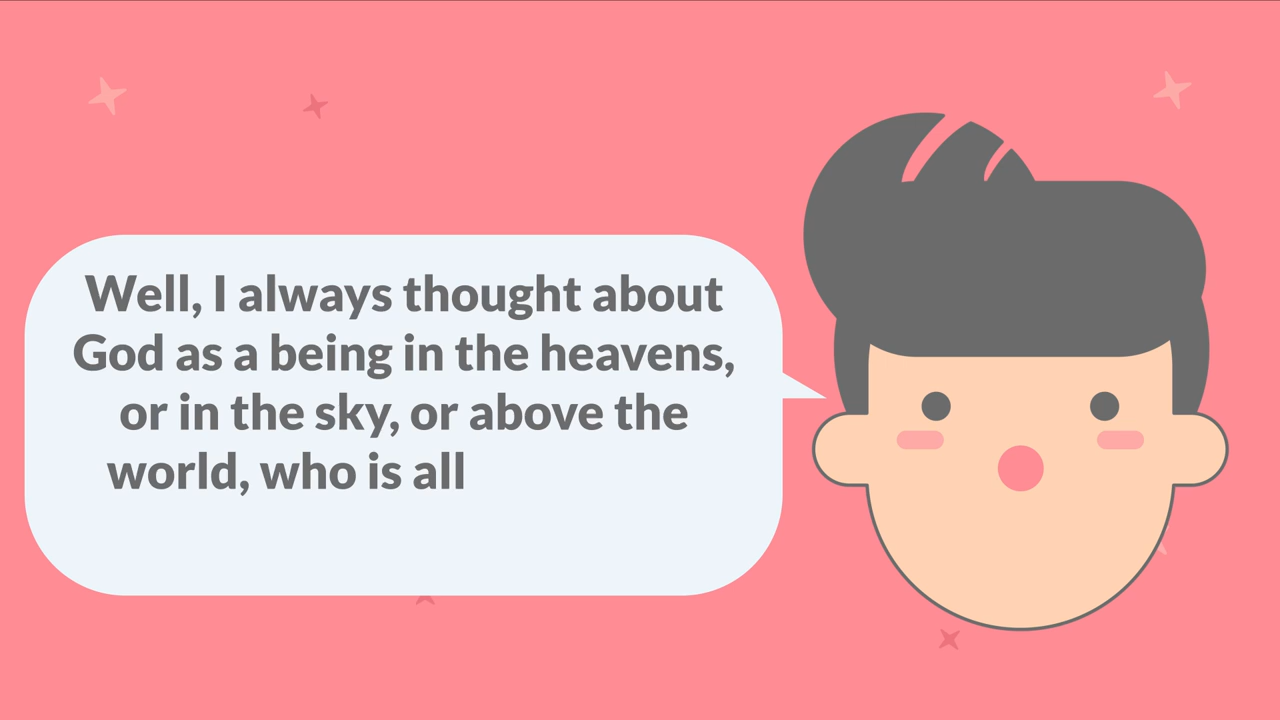 Well, I always thought about
God as a being in the heavens,
or in the sky, or above the
world, who is all